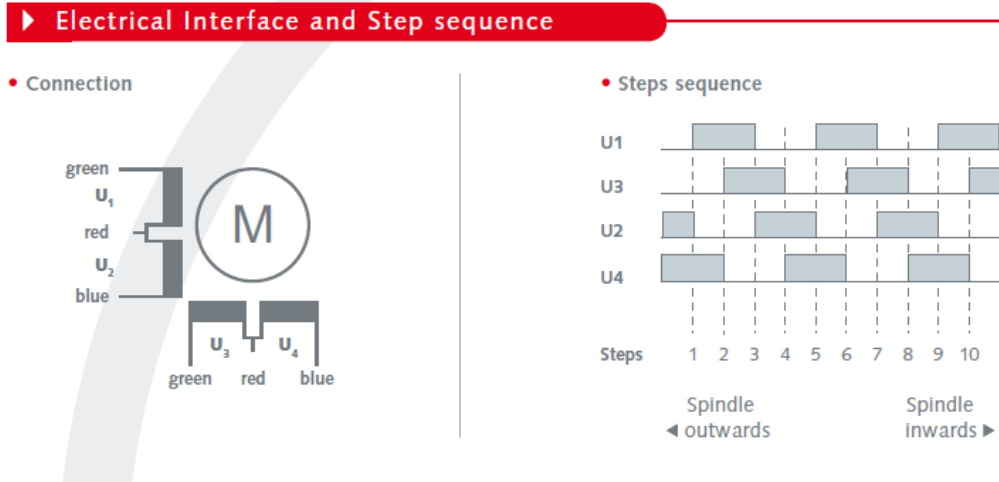 Electrical Interface and Step sequence
• Connection
green
U1
red
U2
blue
M
U3 U4
green red blue
• Steps sequence
U1
U3
U2
U4
Steps 1 2 3 4 5 6 7 8 9 10
Spindle
◄ outwards
Spindle
inwards ►